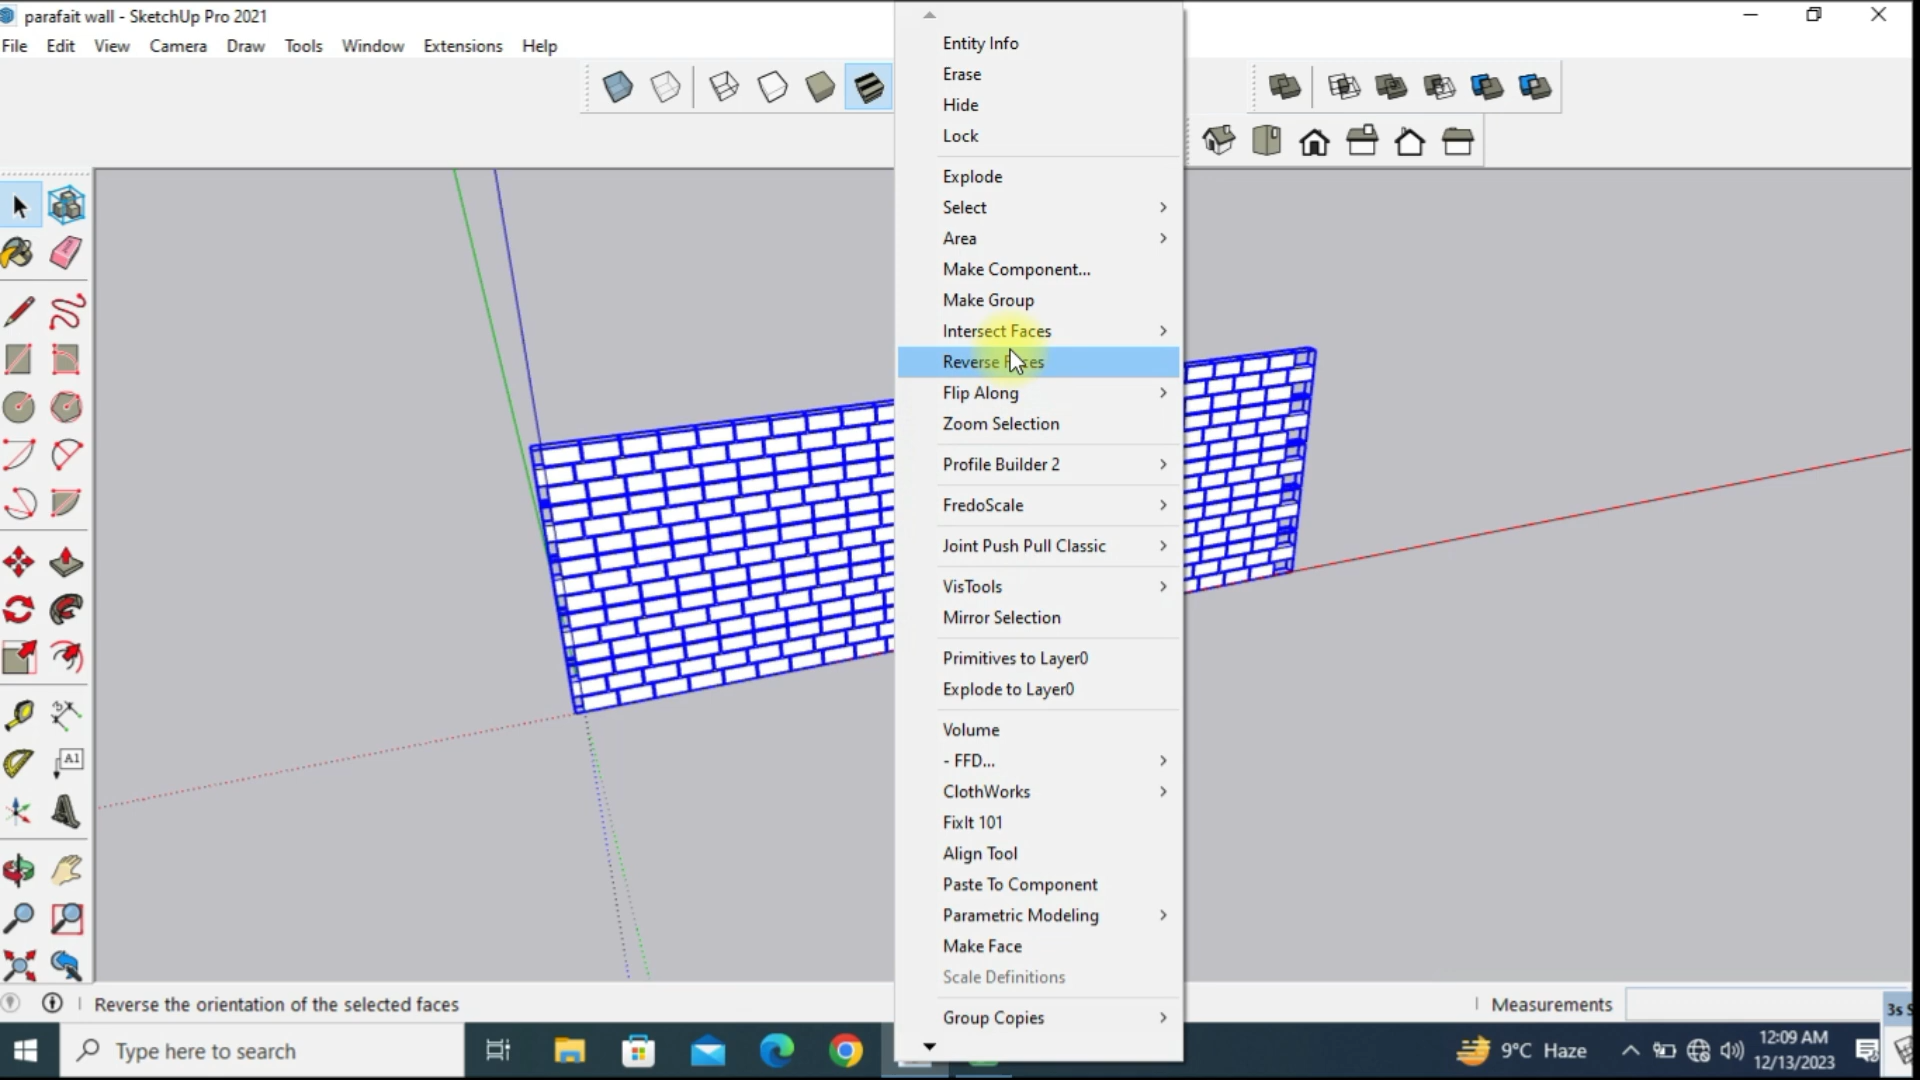 parafait wall - SketchUp Pro 2021
File Edit View Camera Draw Tools Window Extensions Help
Entity Info
Erase
Hide
Lock
Explode
Select
Area
Make Component...
Make Group
Intersect Faces
Reverse Faces
Flip Along
Zoom Selection
Profile Builder 2
FredoScale
Joint Push Pull Classic
VisTools
Mirror Selection
Primitives to Layer0
Explode to Layer0
Volume
- FFD...
ClothWorks
FixIt 101
Align Tool
Paste To Component
Parametric Modeling
Make Face
Scale Definitions
Group Copies
A1
Reverse the orientation of the selected faces
Measurements
3s
Type here to search
9°C Haze
12:09 AM
12/13/2023